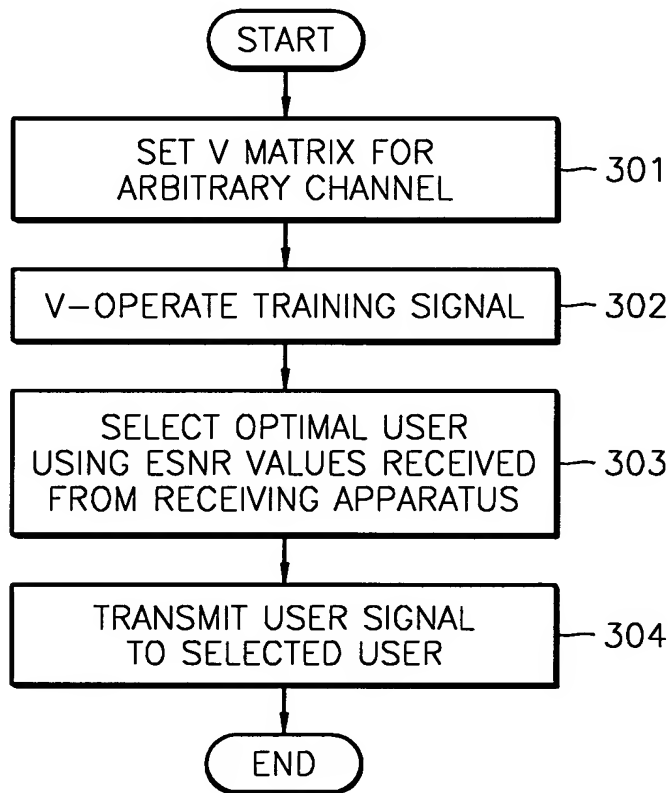 START
SET V MATRIX FOR
ARBITRARY CHANNEL
301
V-OPERATE TRAINING SIGNAL
302
SELECT OPTIMAL USER
USING ESNR VALUES RECEIVED
FROM RECEIVING APPARATUS
303
TRANSMIT USER SIGNAL
TO SELECTED USER
304
END